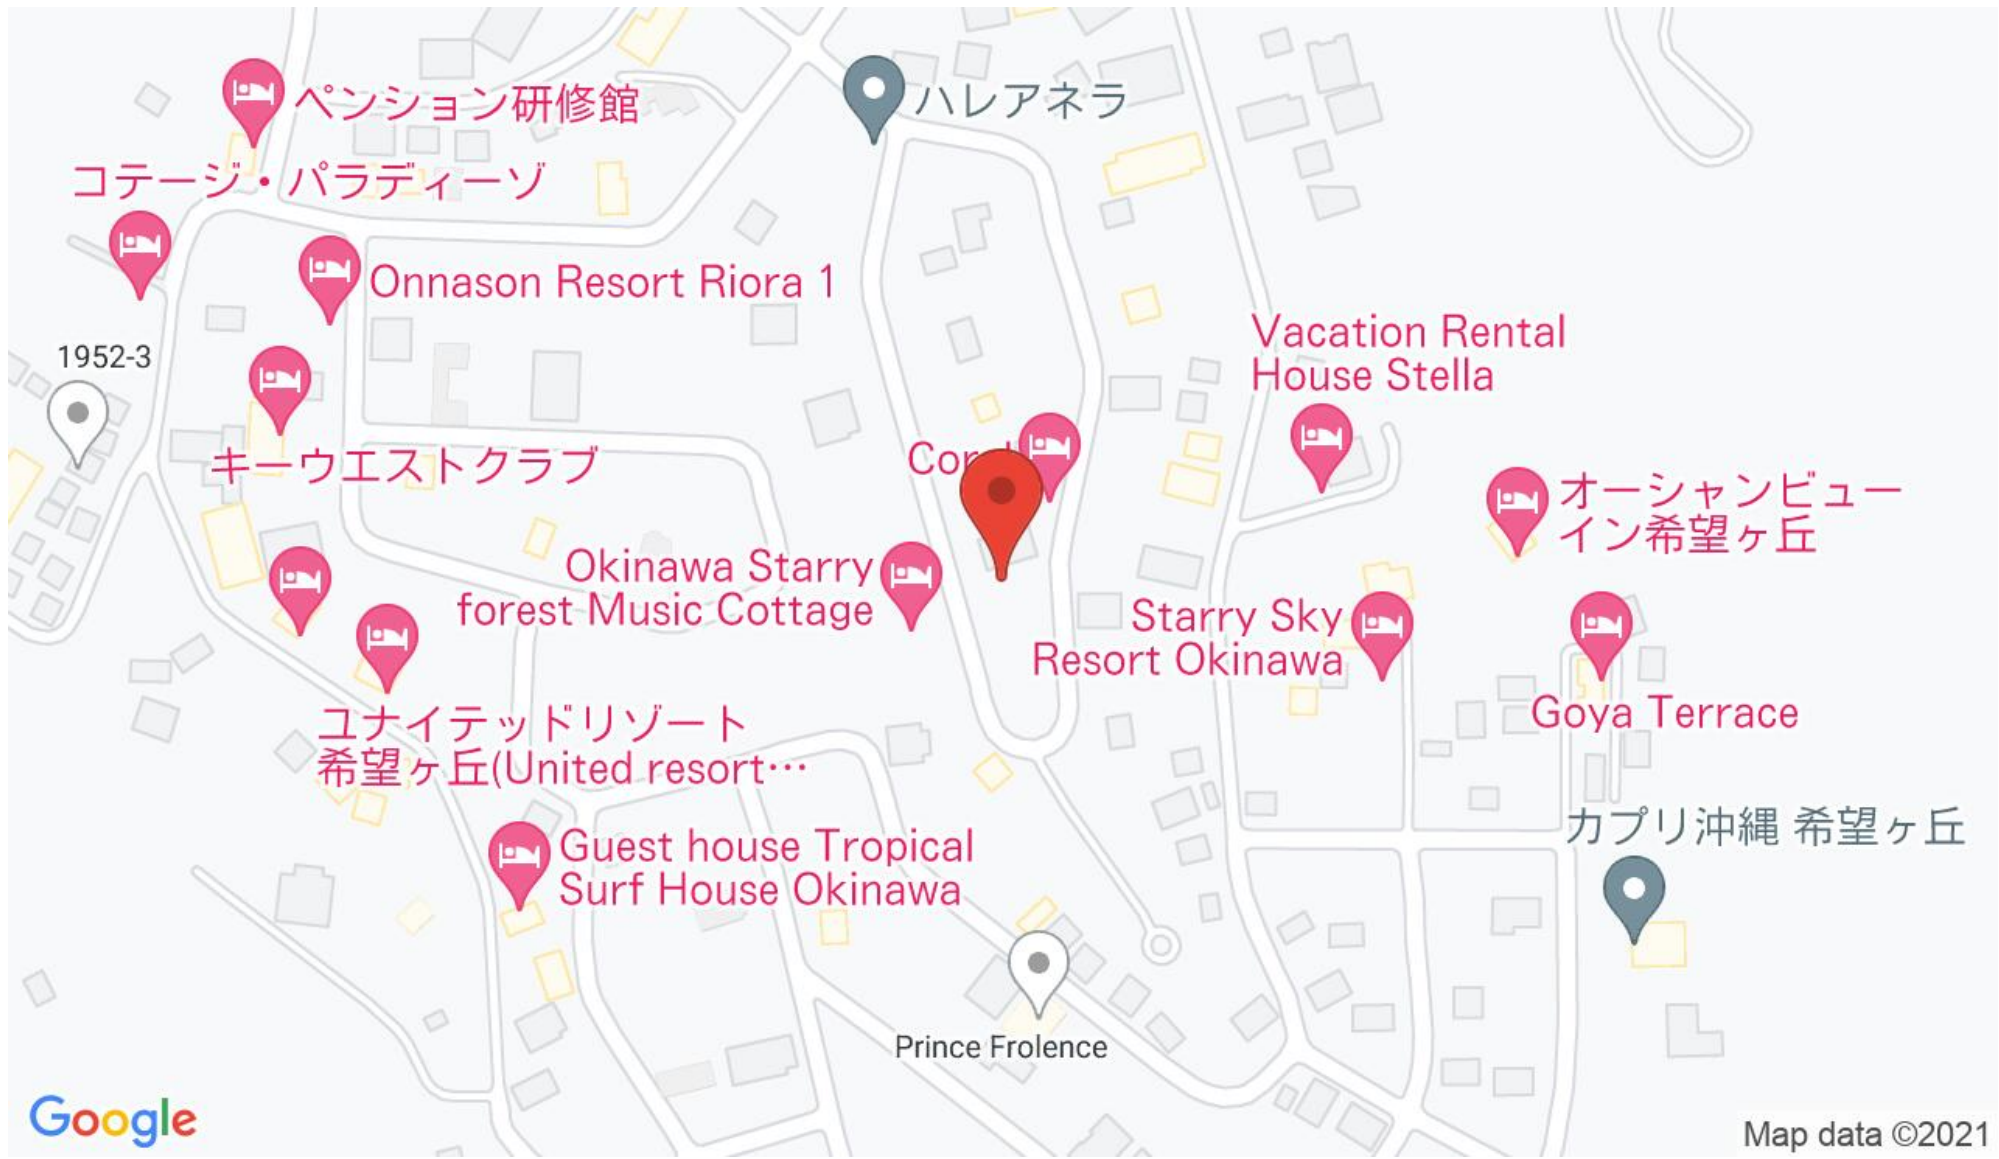 ペンション研修館
ハレアネラ
コテージ・パラディーゾ
Onnason Resort Riora 1
1952-3
Vacation Rental
House Stella
キーウエストクラブ
オーシャンビュー
イン希望ヶ丘
Okinawa Starry
forest Music Cottage
Starry Sky
Resort Okinawa
Goya Terrace
ユナイテッドリゾート
希望ヶ丘(United resort…
カプリ沖縄 希望ヶ丘
Guest house Tropical
Surf House Okinawa
Prince Frolence
Google
Map data ©2021